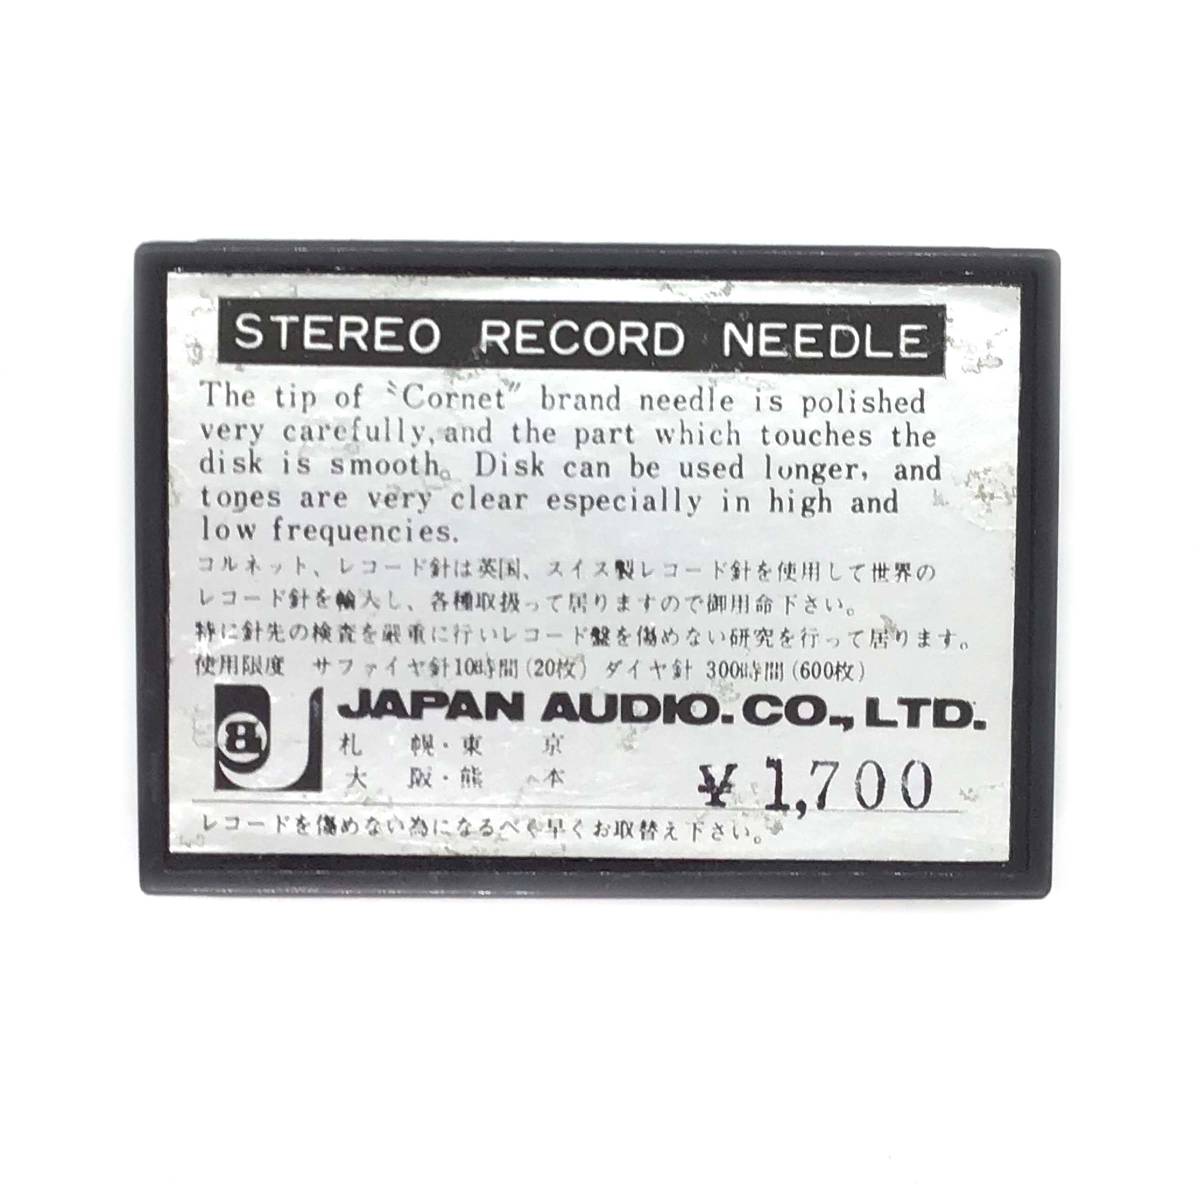 STEREO RECORD NEEDLE
The tip of "Cornet" brand needle is polished
very carefully, and the part which touches the
disk is smooth。 Disk can be used longer, and
tones are very clear especially in high and
low frequencies.
コルネット、レコード針は英国、スイス製レコード針を使用して世界の
レコード針を輸入し、各種取扱って居りますので御用命下さい。
特に針先の検査を厳重に行いレコード盤を傷めない研究を行って居ります。
使用限度 サファイヤ針10時間(20枚) ダイヤ針 300時間(600枚)
JAPAN AUDIO. CO., LTD.
札 幌・東 京
大 阪・熊 本
¥1,700
レコードを傷めない為になるべく早くお取替え下さい。